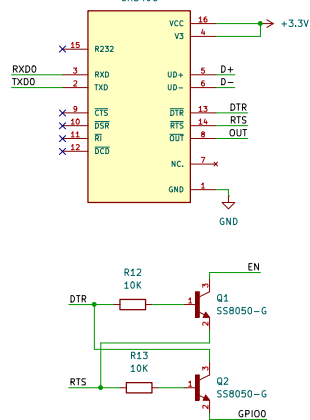 15 R232
VCC 16 +3.3V
V3 4
RXD0 3 RXD
TXD0 2 TXD
UD+ 5 D+
UD- 6 D-
9 CTS
10 DSR
11 RI
12 DCD
DTR 13 DTR
RTS 14 RTS
OUT 8 OUT
NC. 7
GND 1
GND
EN
R12
10K
3
DTR
1
Q1
SS8050-G
2
R13
10K
3
RTS
1
Q2
SS8050-G
2
GPIO0